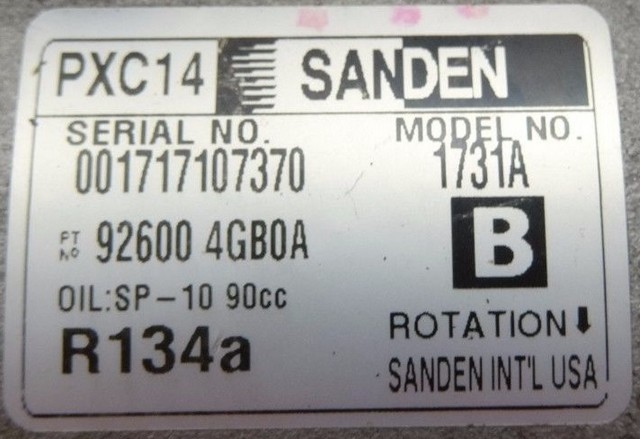 PXC14 SANDEN
SERIAL NO. MODEL NO.
001717107370 1731A
PT NO 92600 4GB0A
B
OIL:SP-10 90cc
ROTATION ⬇
R134a
SANDEN INT'L USA